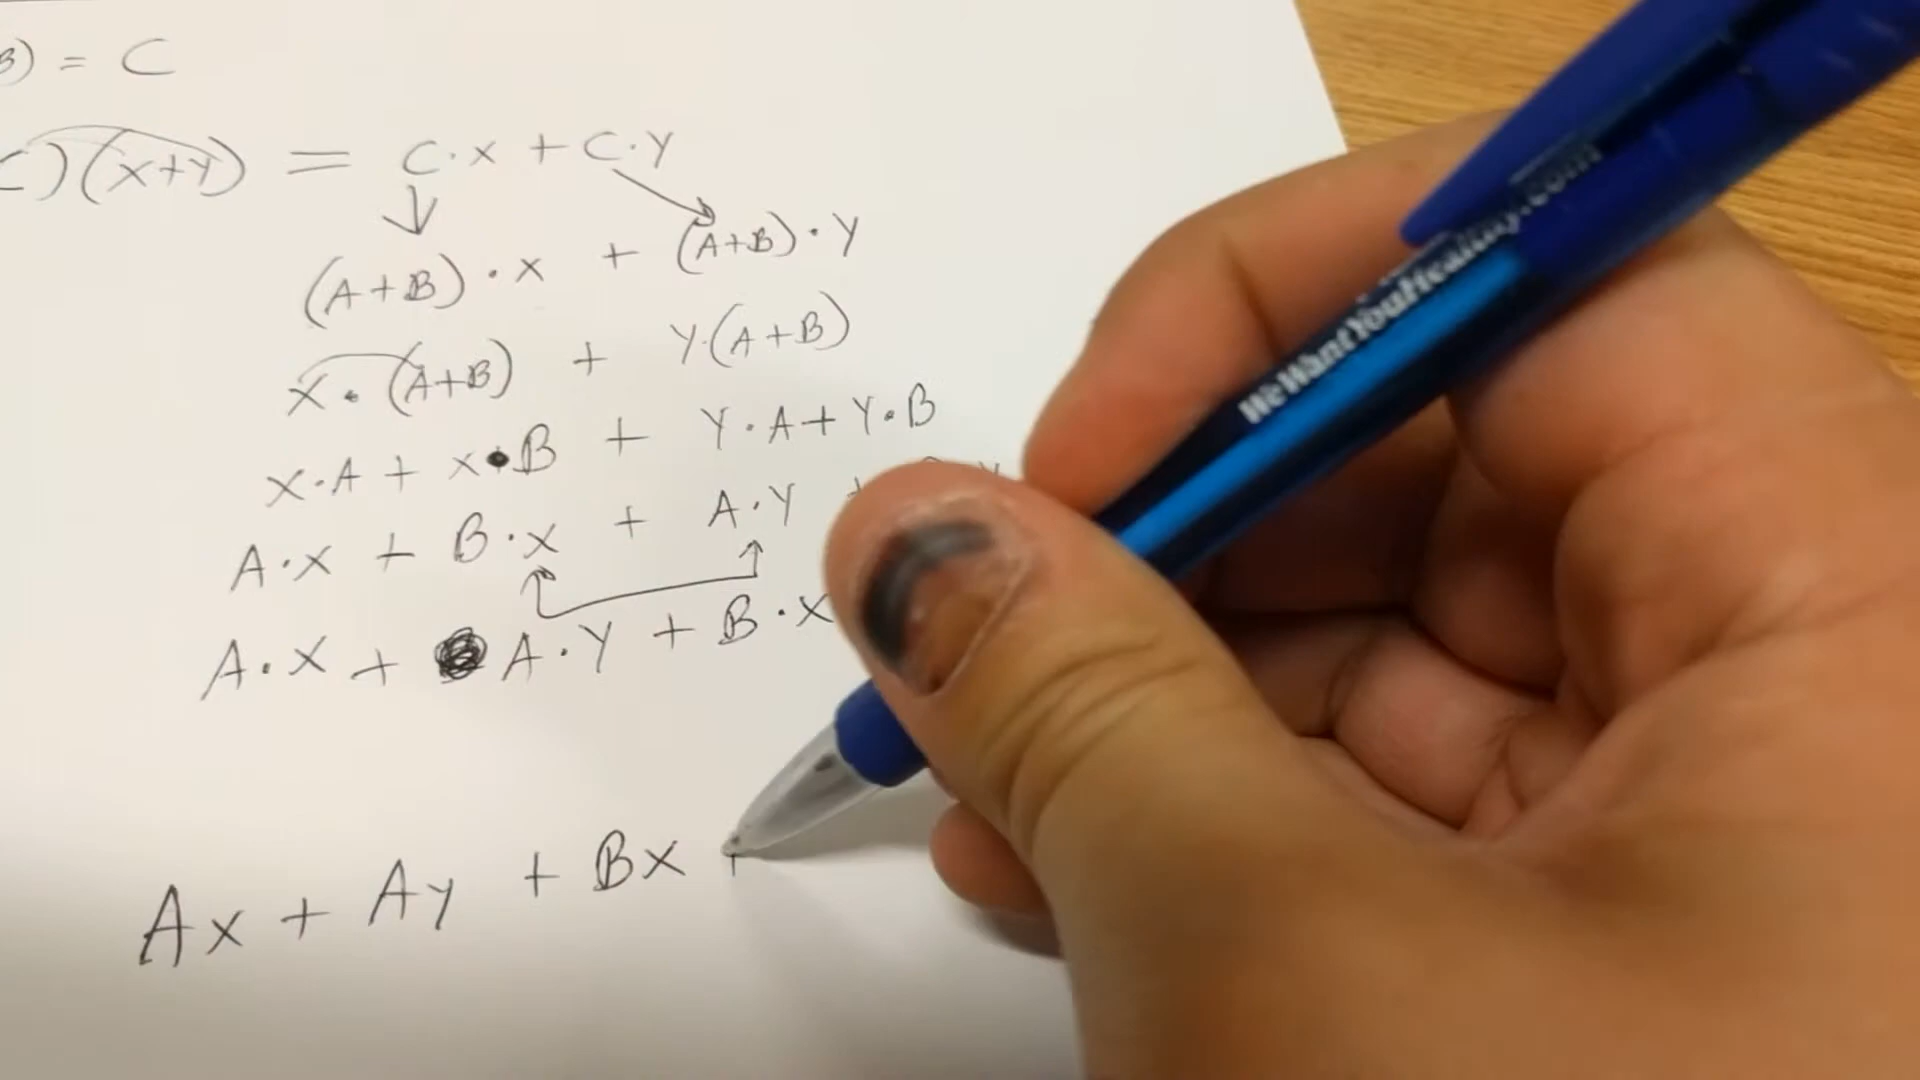 B) = C
C)(x+y) = C·x + C·y
(A+B)·x + (A+B)·y
x·(A+B) + y·(A+B)
x·A + x·B + y·A + y·B
A·x + B·x + A·y +
A·x + A·y + B·x
Ax + Ay + Bx +
WeWantYouHealthy.com